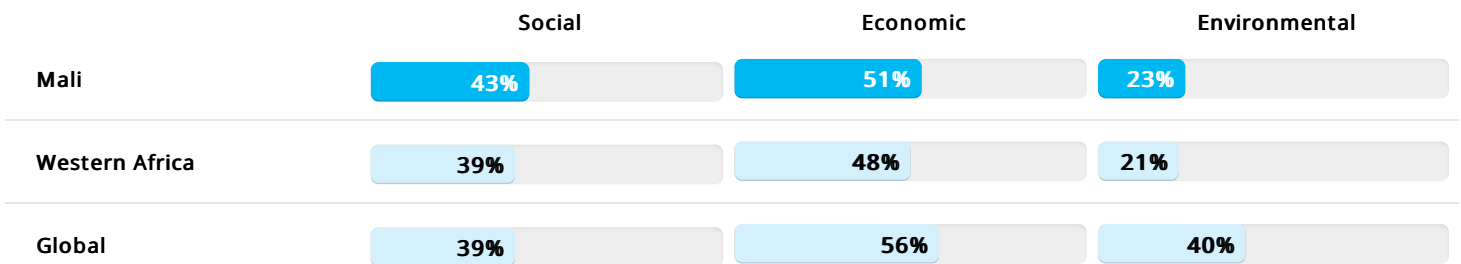 Social Economic Environmental
Mali 43% 51% 23%
Western Africa 39% 48% 21%
Global 39% 56% 40%